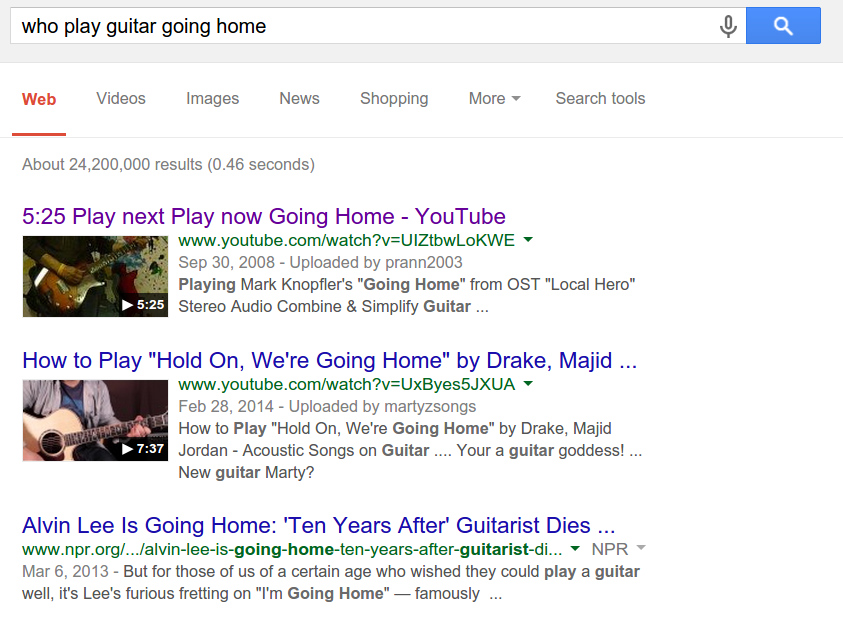 who play guitar going home
Web Videos Images News Shopping More Search tools
About 24,200,000 results (0.46 seconds)
5:25 Play next Play now Going Home - YouTube
www.youtube.com/watch?v=UIZtbwLoKWE
Sep 30, 2008 - Uploaded by prann2003
5:25
Playing Mark Knopfler's "Going Home" from OST "Local Hero"
Stereo Audio Combine & Simplify Guitar ...
How to Play "Hold On, We're Going Home" by Drake, Majid ...
www.youtube.com/watch?v=UxByes5JXUA
Feb 28, 2014 - Uploaded by martyzsongs
7:37
How to Play "Hold On, We're Going Home" by Drake, Majid
Jordan - Acoustic Songs on Guitar .... Your a guitar goddess! ...
New guitar Marty?
Alvin Lee Is Going Home: 'Ten Years After' Guitarist Dies ...
www.npr.org/.../alvin-lee-is-going-home-ten-years-after-guitarist-di... NPR
Mar 6, 2013 - But for those of us of a certain age who wished they could play a guitar
well, it's Lee's furious fretting on "I'm Going Home" — famously ...